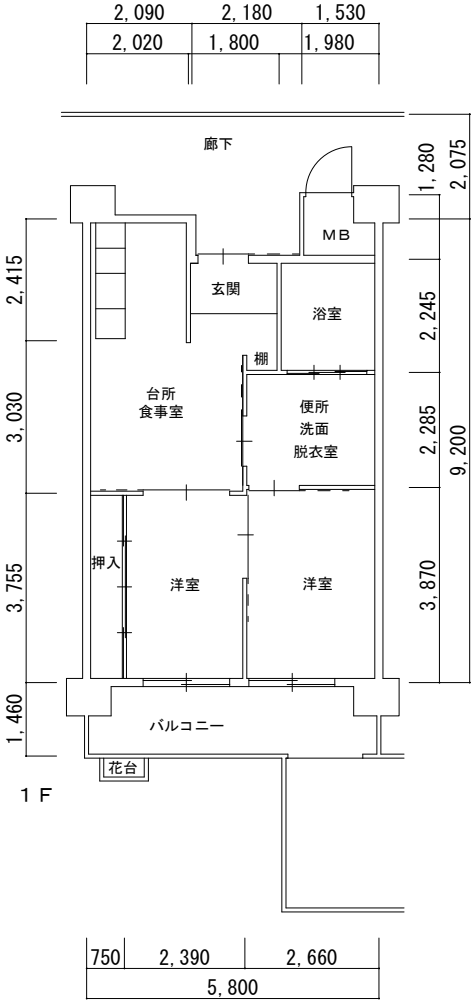 2,090 2,180 1,530
2,020 1,800 1,980
廊下
1,280
2,075
MB
玄関
浴室
2,415
2,245
棚
台所
食事室
便所
洗面
脱衣室
3,030
2,285
9,200
押入
洋室
洋室
3,755
3,870
バルコニー
1,460
花台
1F
750 2,390 2,660
5,800